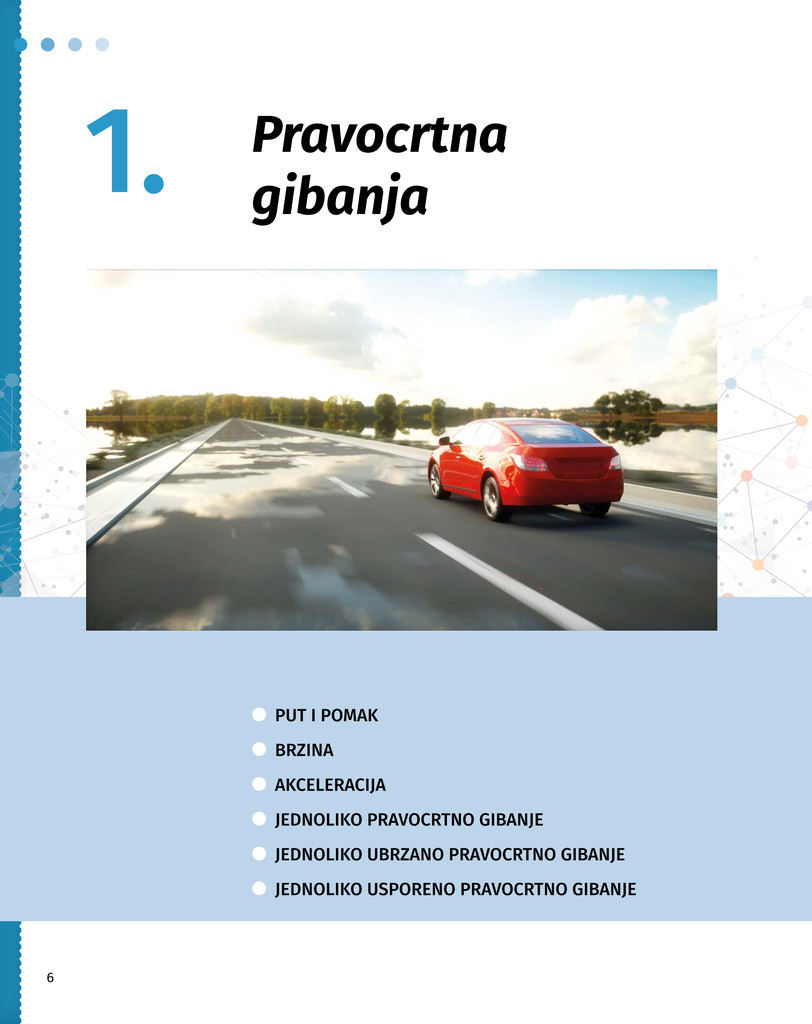 1.
Pravocrtna
gibanja
PUT I POMAK
BRZINA
AKCELERACIJA
JEDNOLIKO PRAVOCRTNO GIBANJE
JEDNOLIKO UBRZANO PRAVOCRTNO GIBANJE
JEDNOLIKO USPORENO PRAVOCRTNO GIBANJE
6